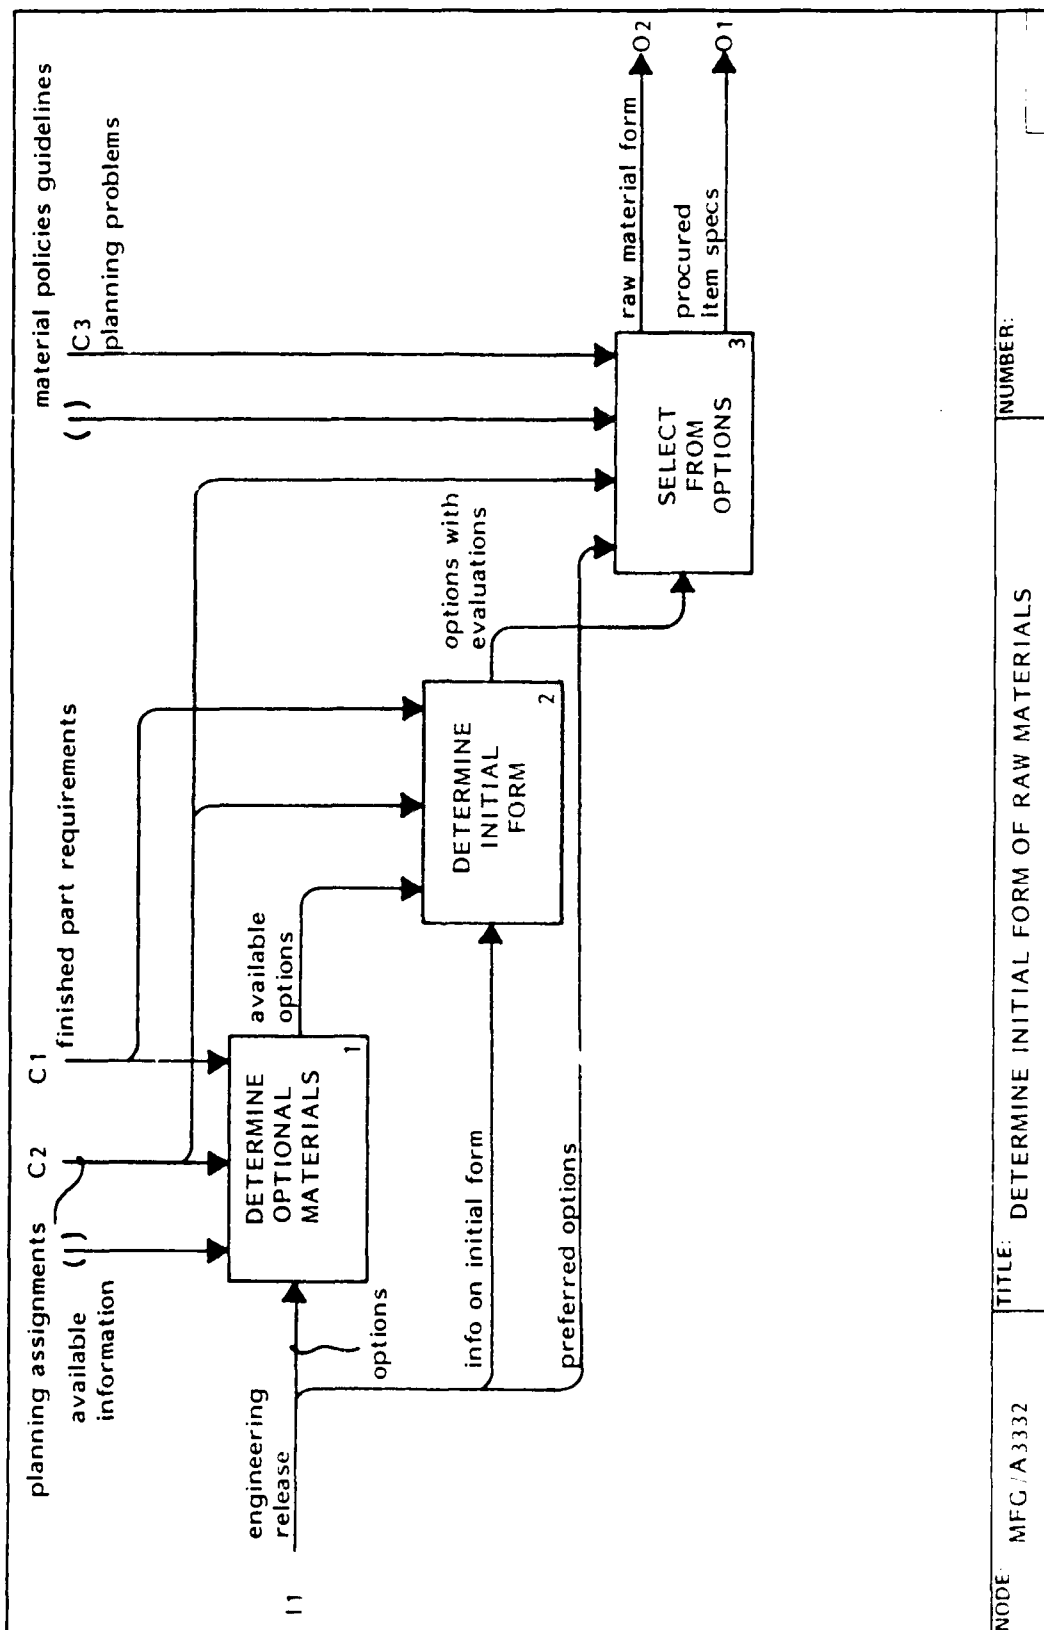 planning assignments
C2
C1
material policies guidelines
( | )
( | )
C3
available
information
finished part requirements
planning problems
engineering
release
I1
options
DETERMINE
OPTIONAL
MATERIALS
1
available
options
info on initial form
DETERMINE
INITIAL
FORM
2
options with
evaluations
preferred options
SELECT
FROM
OPTIONS
3
raw material form
O2
procured
item specs
O1
NODE: MFG/A3332
TITLE: DETERMINE INITIAL FORM OF RAW MATERIALS
NUMBER: